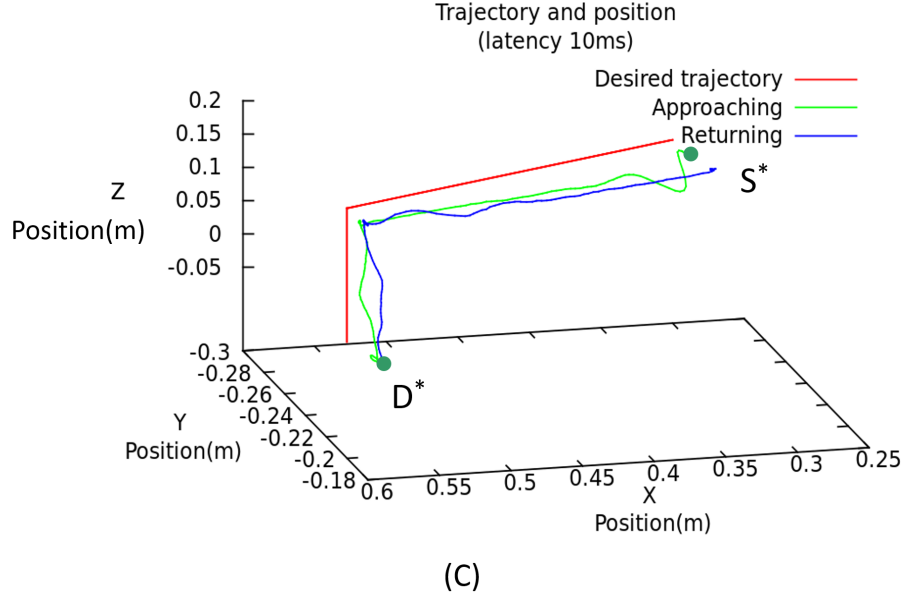 Trajectory and position
(latency 10ms)
Desired trajectory
Approaching
Returning
0.2
0.15
0.1
0.05
0
-0.05
Z
Position(m)
S*
D*
-0.3
-0.28
-0.26
-0.24
-0.22
-0.2
-0.18
Y
Position(m)
0.6
0.55
0.5
0.45
0.4
0.35
0.3
0.25
X
Position(m)
(C)